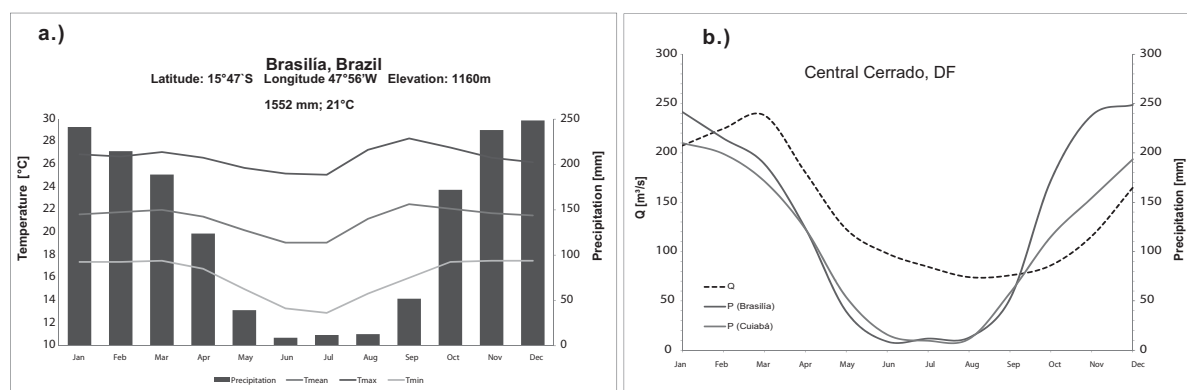 a.)
Brasilía, Brazil
Latitude: 15°47`S Longitude 47°56'W Elevation: 1160m
1552 mm; 21°C
Temperature [°C]
30
28
26
24
22
20
18
16
14
12
10
250
200
150
100
50
0
Precipitation [mm]
Jan Feb Mar Apr May Jun Jul Aug Sep Oct Nov Dec
Precipitation Tmean Tmax Tmin
b.)
Central Cerrado, DF
Q [m³/s]
300
250
200
150
100
50
0
300
250
200
150
100
50
0
Precipitation [mm]
Q
P (Brasilia)
P (Cuiabá)
Jan Feb Mar Apr May Jun Jul Aug Sep Oct Nov Dec